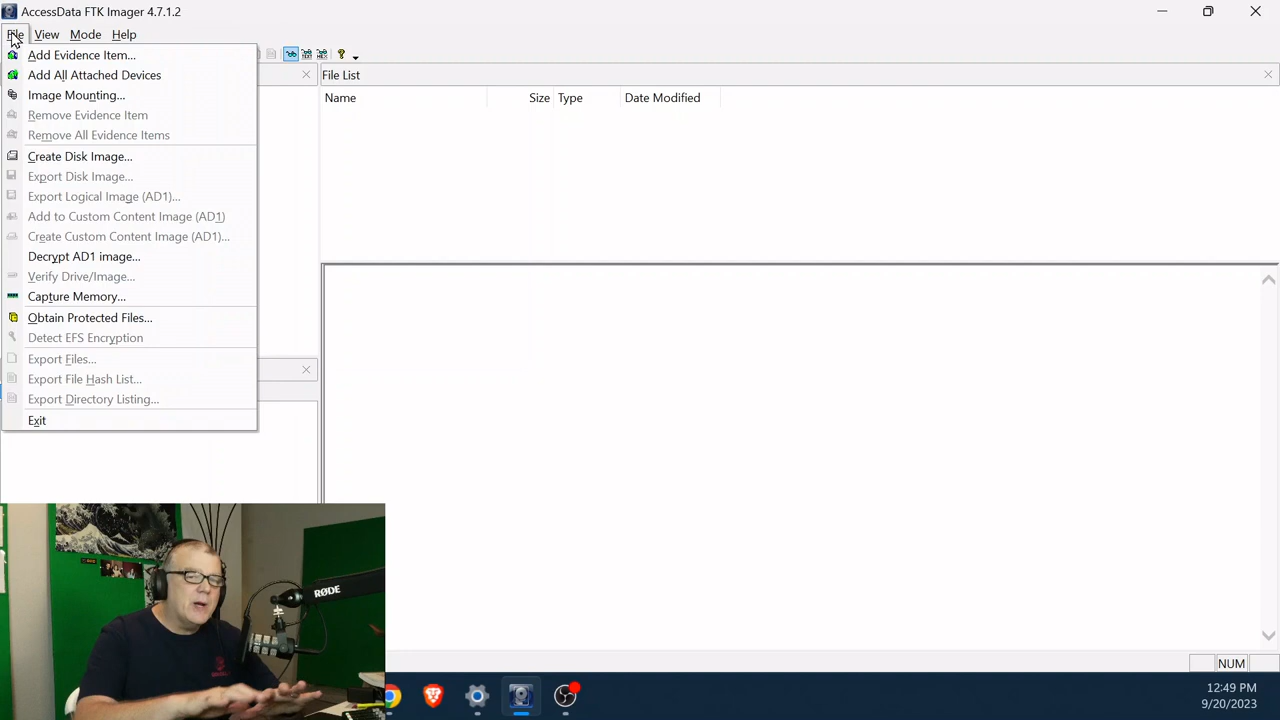 AccessData FTK Imager 4.7.1.2
File View Mode Help
Add Evidence Item...
Add All Attached Devices
Image Mounting...
Remove Evidence Item
Remove All Evidence Items
Create Disk Image...
Export Disk Image...
Export Logical Image (AD1)...
Add to Custom Content Image (AD1)
Create Custom Content Image (AD1)...
Decrypt AD1 image...
Verify Drive/Image...
Capture Memory...
Obtain Protected Files...
Detect EFS Encryption
Export Files...
Export File Hash List...
Export Directory Listing...
Exit
File List
Name Size Type Date Modified
RØDE
NUM
12:49 PM
9/20/2023